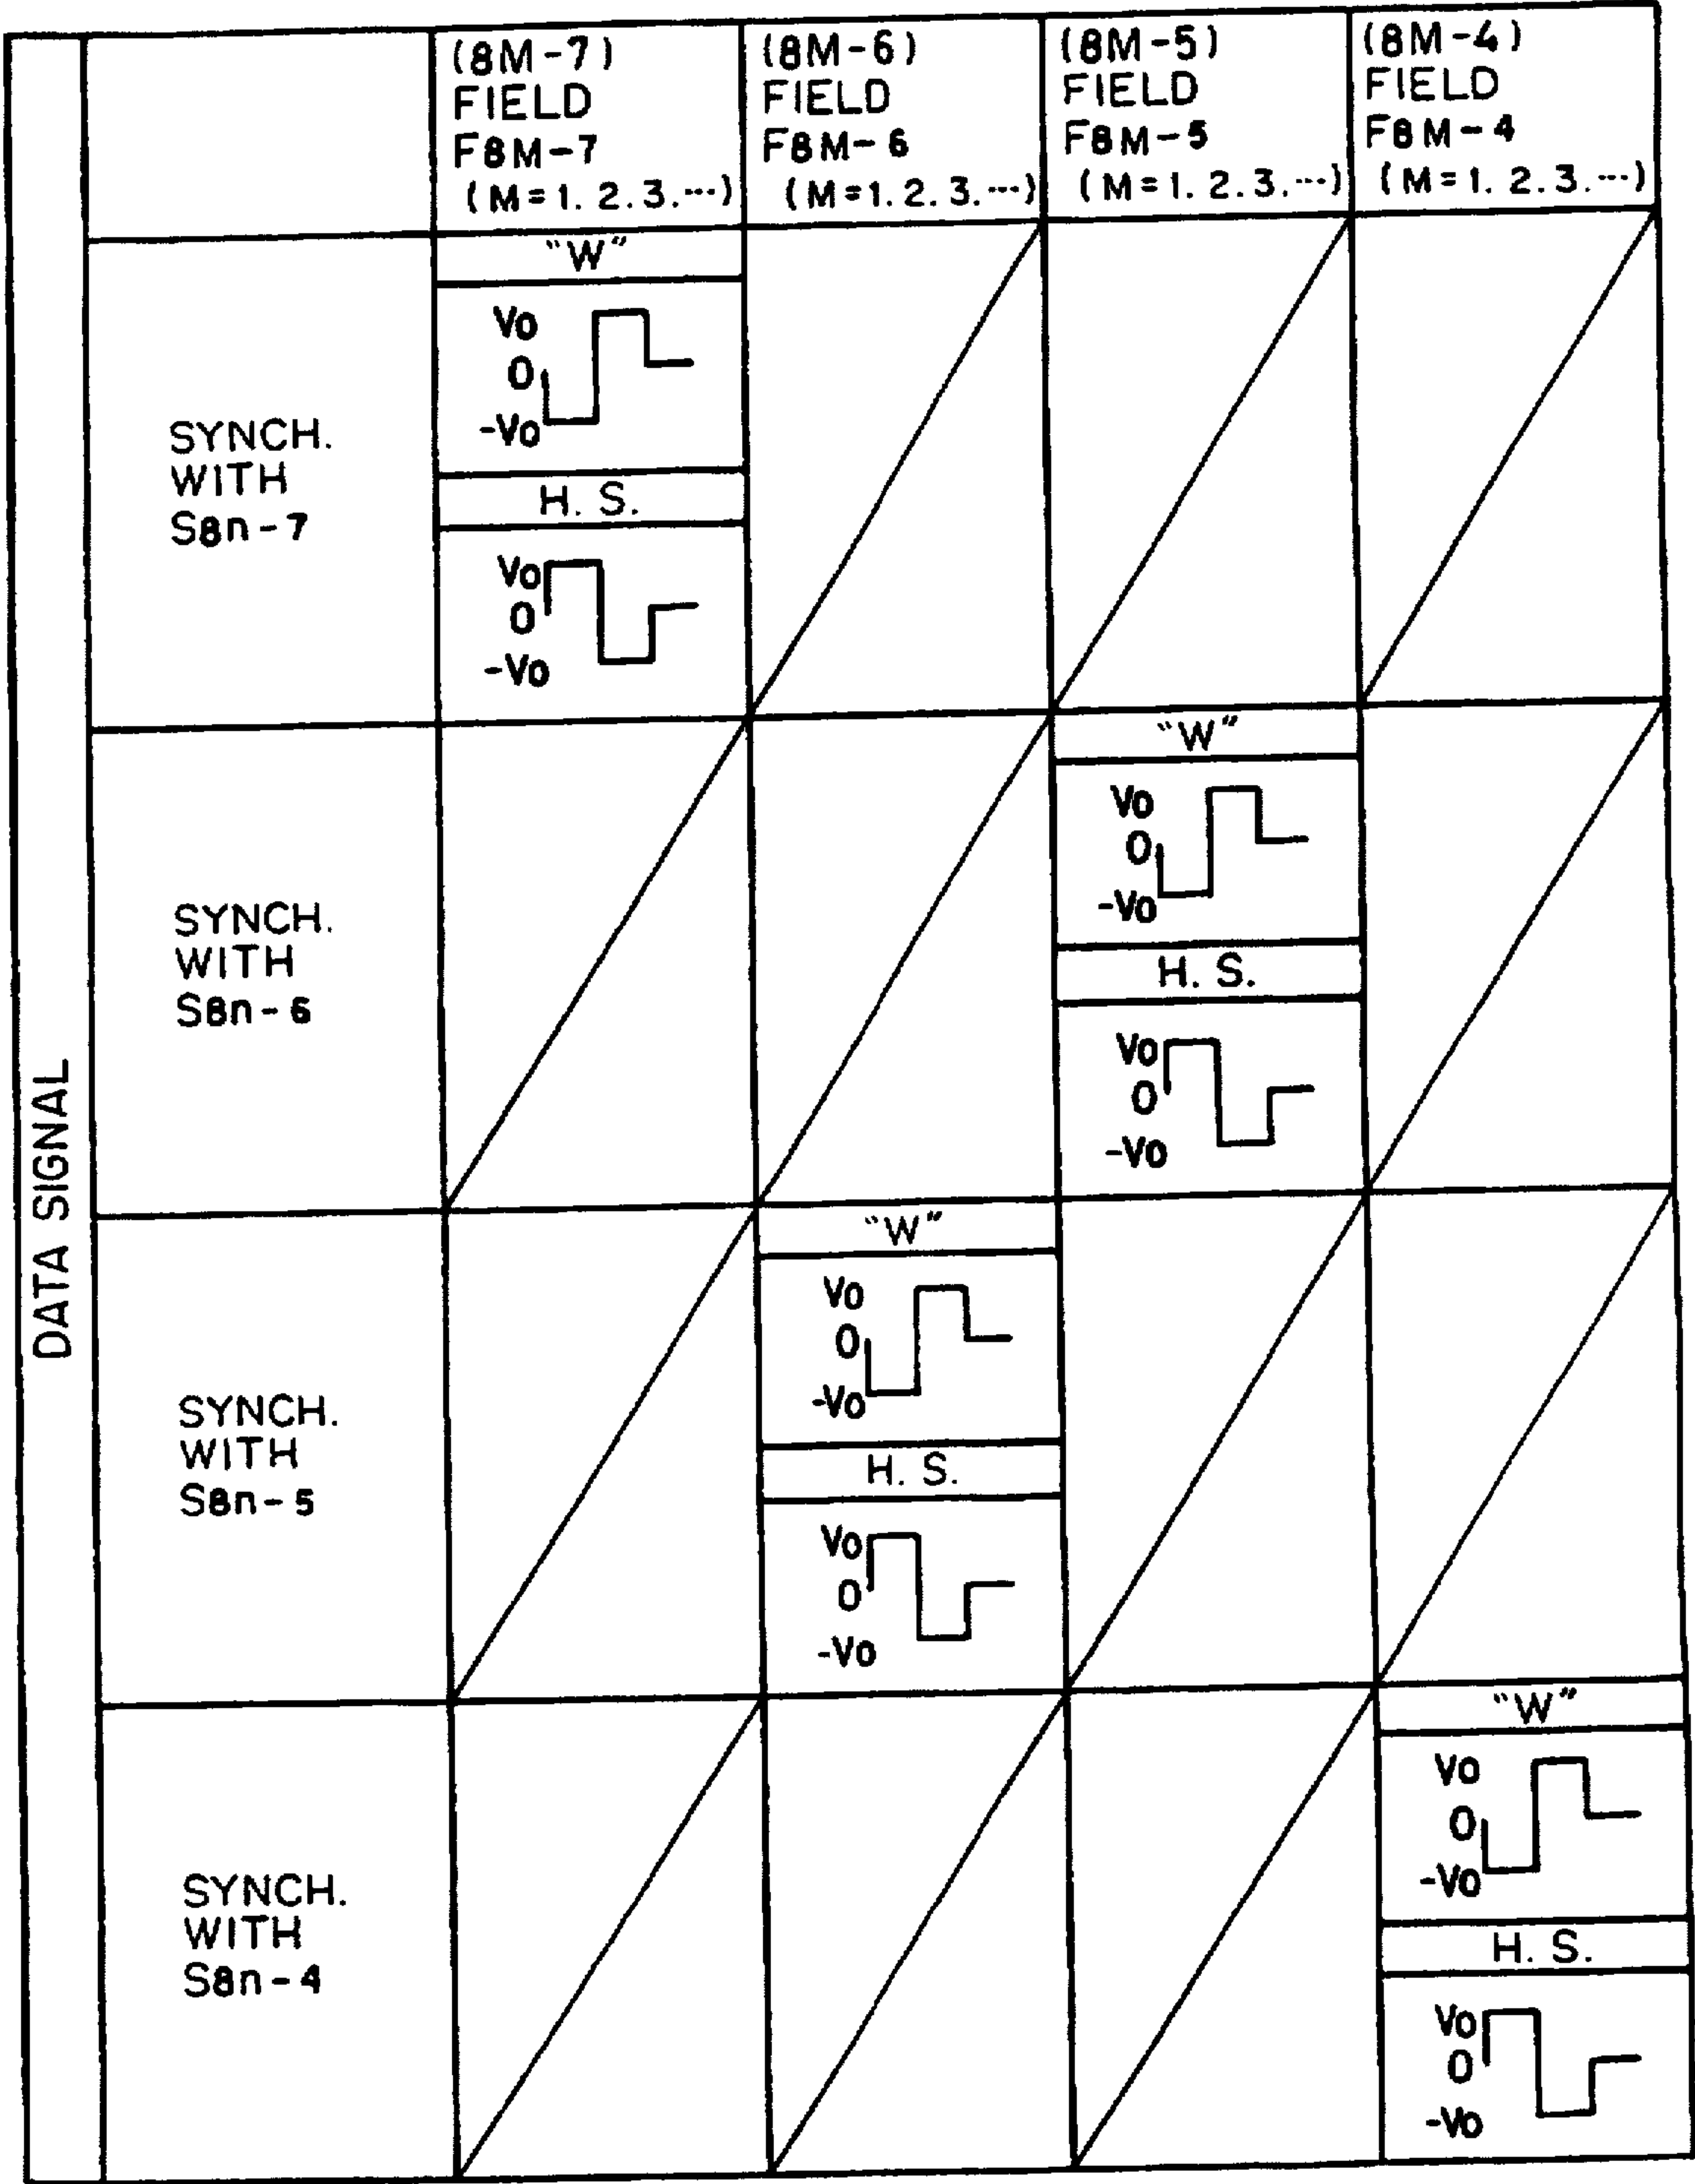 (8M-7)
FIELD
F8M-7
(M=1.2.3.···)
(8M-6)
FIELD
F8M-6
(M=1.2.3.···)
(8M-5)
FIELD
F8M-5
(M=1.2.3.···)
(8M-4)
FIELD
F8M-4
(M=1.2.3.···)
DATA SIGNAL
SYNCH.
WITH
S8n-7
"W"
Vo
0
-Vo
H. S.
Vo
0
-Vo
SYNCH.
WITH
S8n-6
"W"
Vo
0
-Vo
H. S.
Vo
0
-Vo
SYNCH.
WITH
S8n-5
"W"
Vo
0
-Vo
H. S.
Vo
0
-Vo
SYNCH.
WITH
S8n-4
"W"
Vo
0
-Vo
H. S.
Vo
0
-Vo